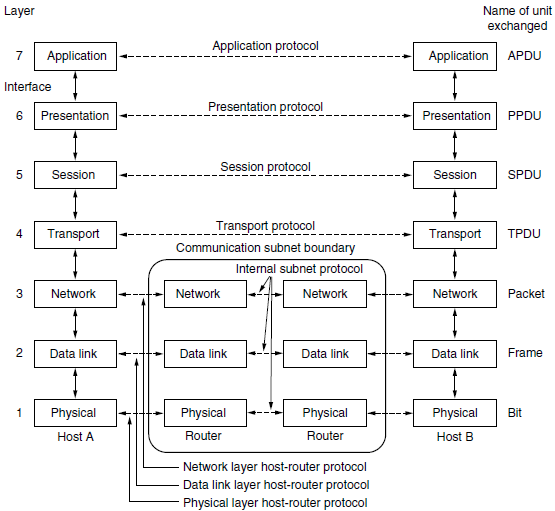 Layer
Name of unit
exchanged
Application protocol
7 Application Application APDU
Interface
Presentation protocol
6 Presentation Presentation PPDU
Session protocol
5 Session Session SPDU
Transport protocol
4 Transport Transport TPDU
Communication subnet boundary
Internal subnet protocol
3 Network Network Network Network Packet
2 Data link Data link Data link Data link Frame
1 Physical Physical Physical Physical Bit
Host A Router Router Host B
Network layer host-router protocol
Data link layer host-router protocol
Physical layer host-router protocol